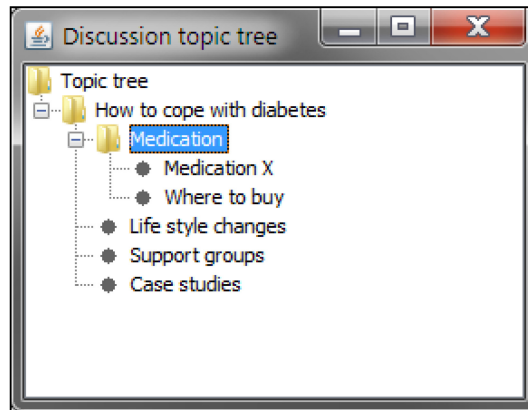 Discussion topic tree
Topic tree
How to cope with diabetes
Medication
Medication X
Where to buy
Life style changes
Support groups
Case studies